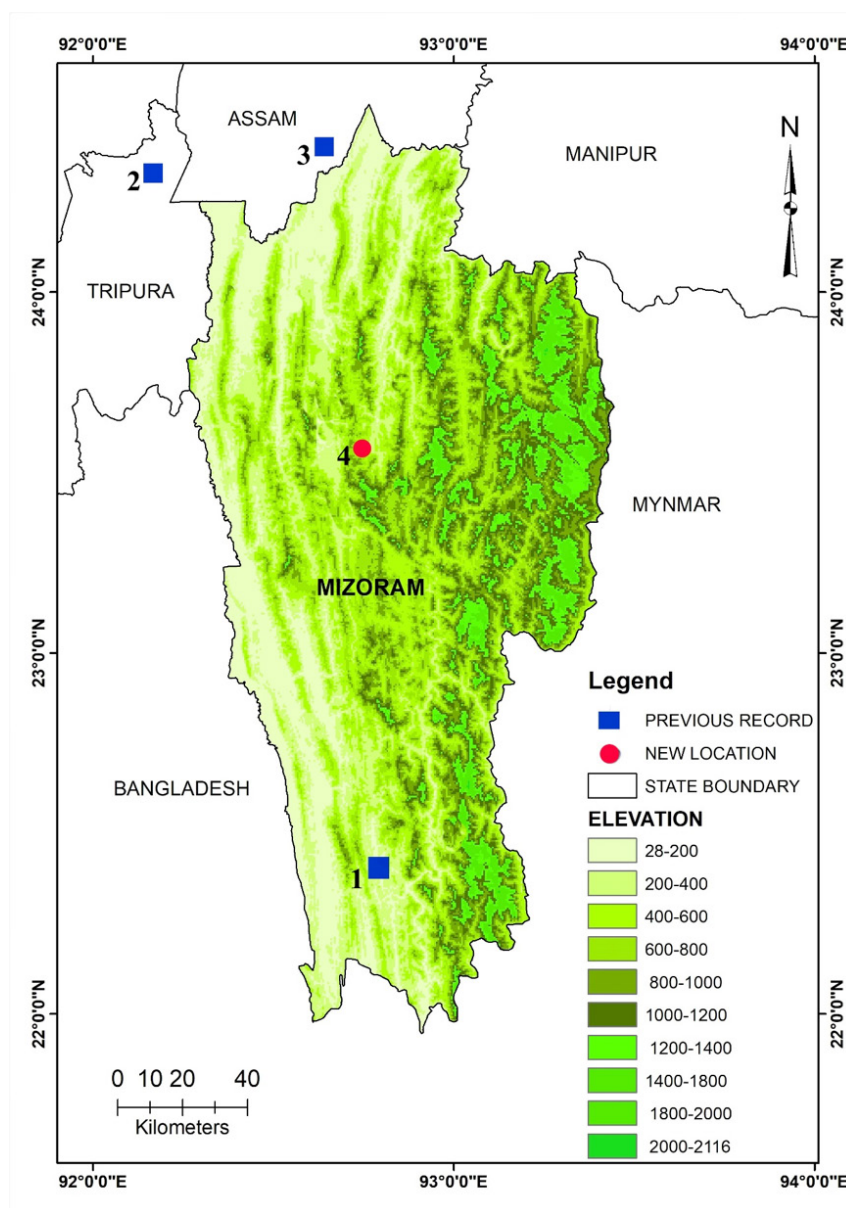 92°0'0"E 93°0'0"E 94°0'0"E
ASSAM
N
3
MANIPUR
2
24°0'0"N
TRIPURA
24°0'0"N
4
MYNMAR
MIZORAM
23°0'0"N
23°0'0"N
Legend
PREVIOUS RECORD
NEW LOCATION
BANGLADESH
STATE BOUNDARY
ELEVATION
28-200
1
200-400
400-600
600-800
800-1000
22°0'0"N
1000-1200
22°0'0"N
1200-1400
0 10 20 40
1400-1800
Kilometers
1800-2000
2000-2116
92°0'0"E 93°0'0"E 94°0'0"E